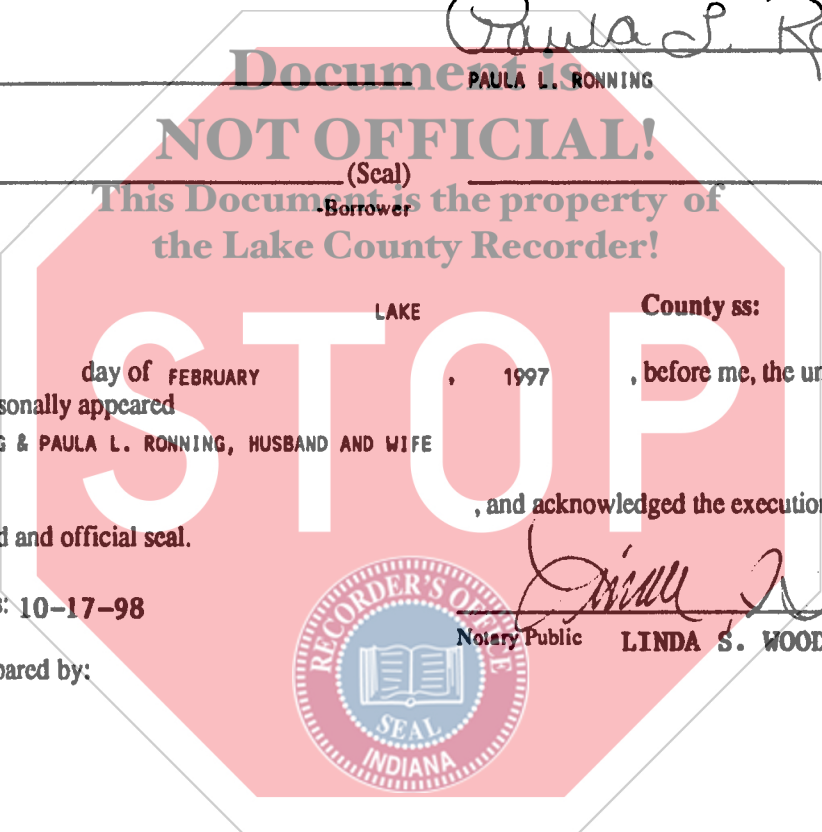 Paula L. Ro
PAULA L. RONNING
Document is
NOT OFFICIAL!
(Seal)
This Document is the property of
-Borrower
the Lake County Recorder!
LAKE County ss:
STOP
day of FEBRUARY , 1997 , before me, the un
sonally appeared
G & PAULA L. RONNING, HUSBAND AND WIFE
, and acknowledged the execution
d and official seal.
s: 10-17-98
Notary Public LINDA S. WOOD
pared by:
RECORDER'S OFFICE
SEAL
INDIANA